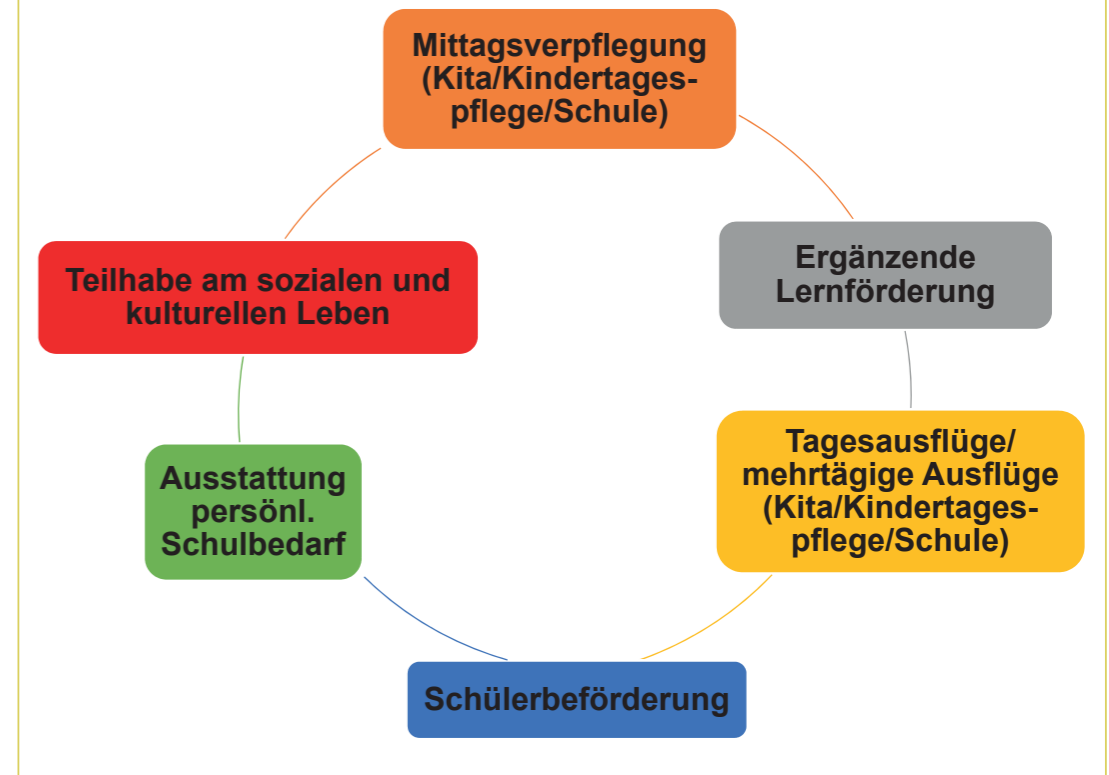 Mittagsverpflegung
(Kita/Kindertages-
pflege/Schule)
Ergänzende
Lernförderung
Teilhabe am sozialen und
kulturellen Leben
Tagesausflüge/
mehrtägige Ausflüge
(Kita/Kindertages-
pflege/Schule)
Ausstattung
persönl.
Schulbedarf
Schülerbeförderung